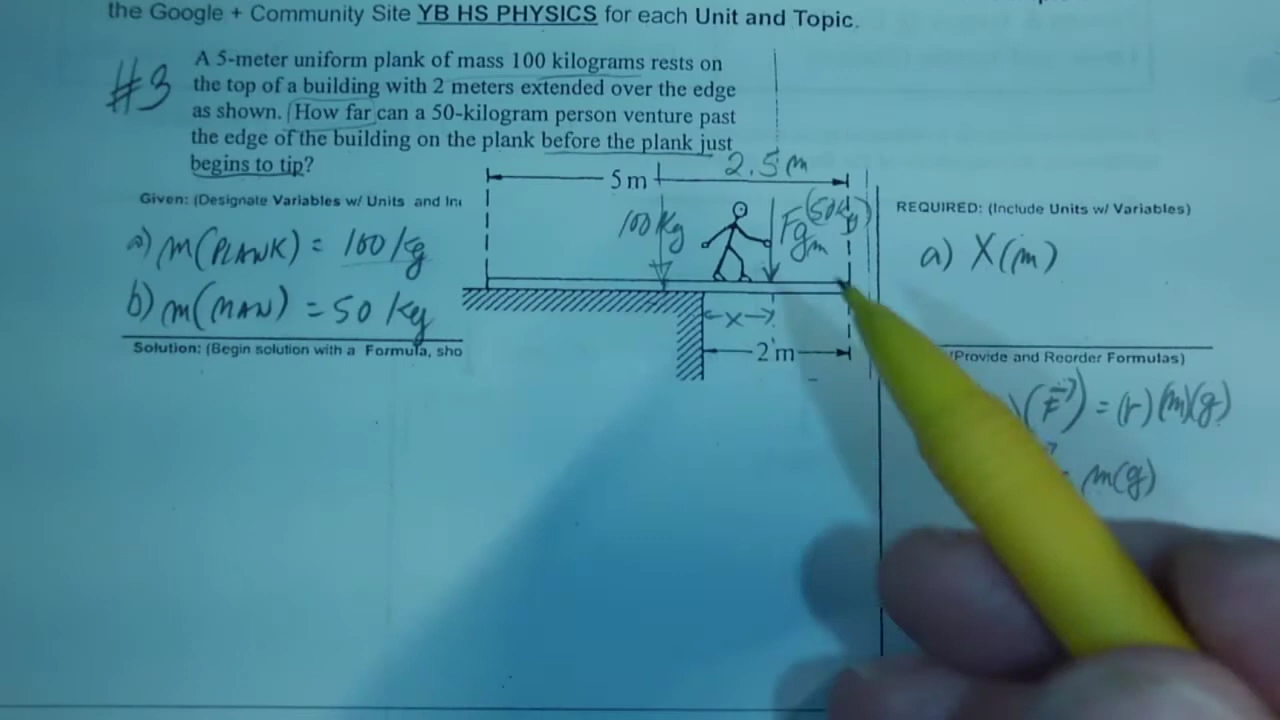 the Google + Community Site YB HS PHYSICS for each Unit and Topic.
#3
A 5-meter uniform plank of mass 100 kilograms rests on
the top of a building with 2 meters extended over the edge
as shown. How far can a 50-kilogram person venture past
the edge of the building on the plank before the plank just
begins to tip?
5 m
2.5 m
Given: (Designate Variables w/ Units and In
a) m(PLANK) = 100 kg
b) m(MAN) = 50 kg
100 kg
Fgm (50 kg)
x
2 m
Solution: (Begin solution with a Formula, sho
REQUIRED: (Include Units w/ Variables)
a) X(m)
(Provide and Reorder Formulas)
)(F) = (r)(m)(g)
m(g)